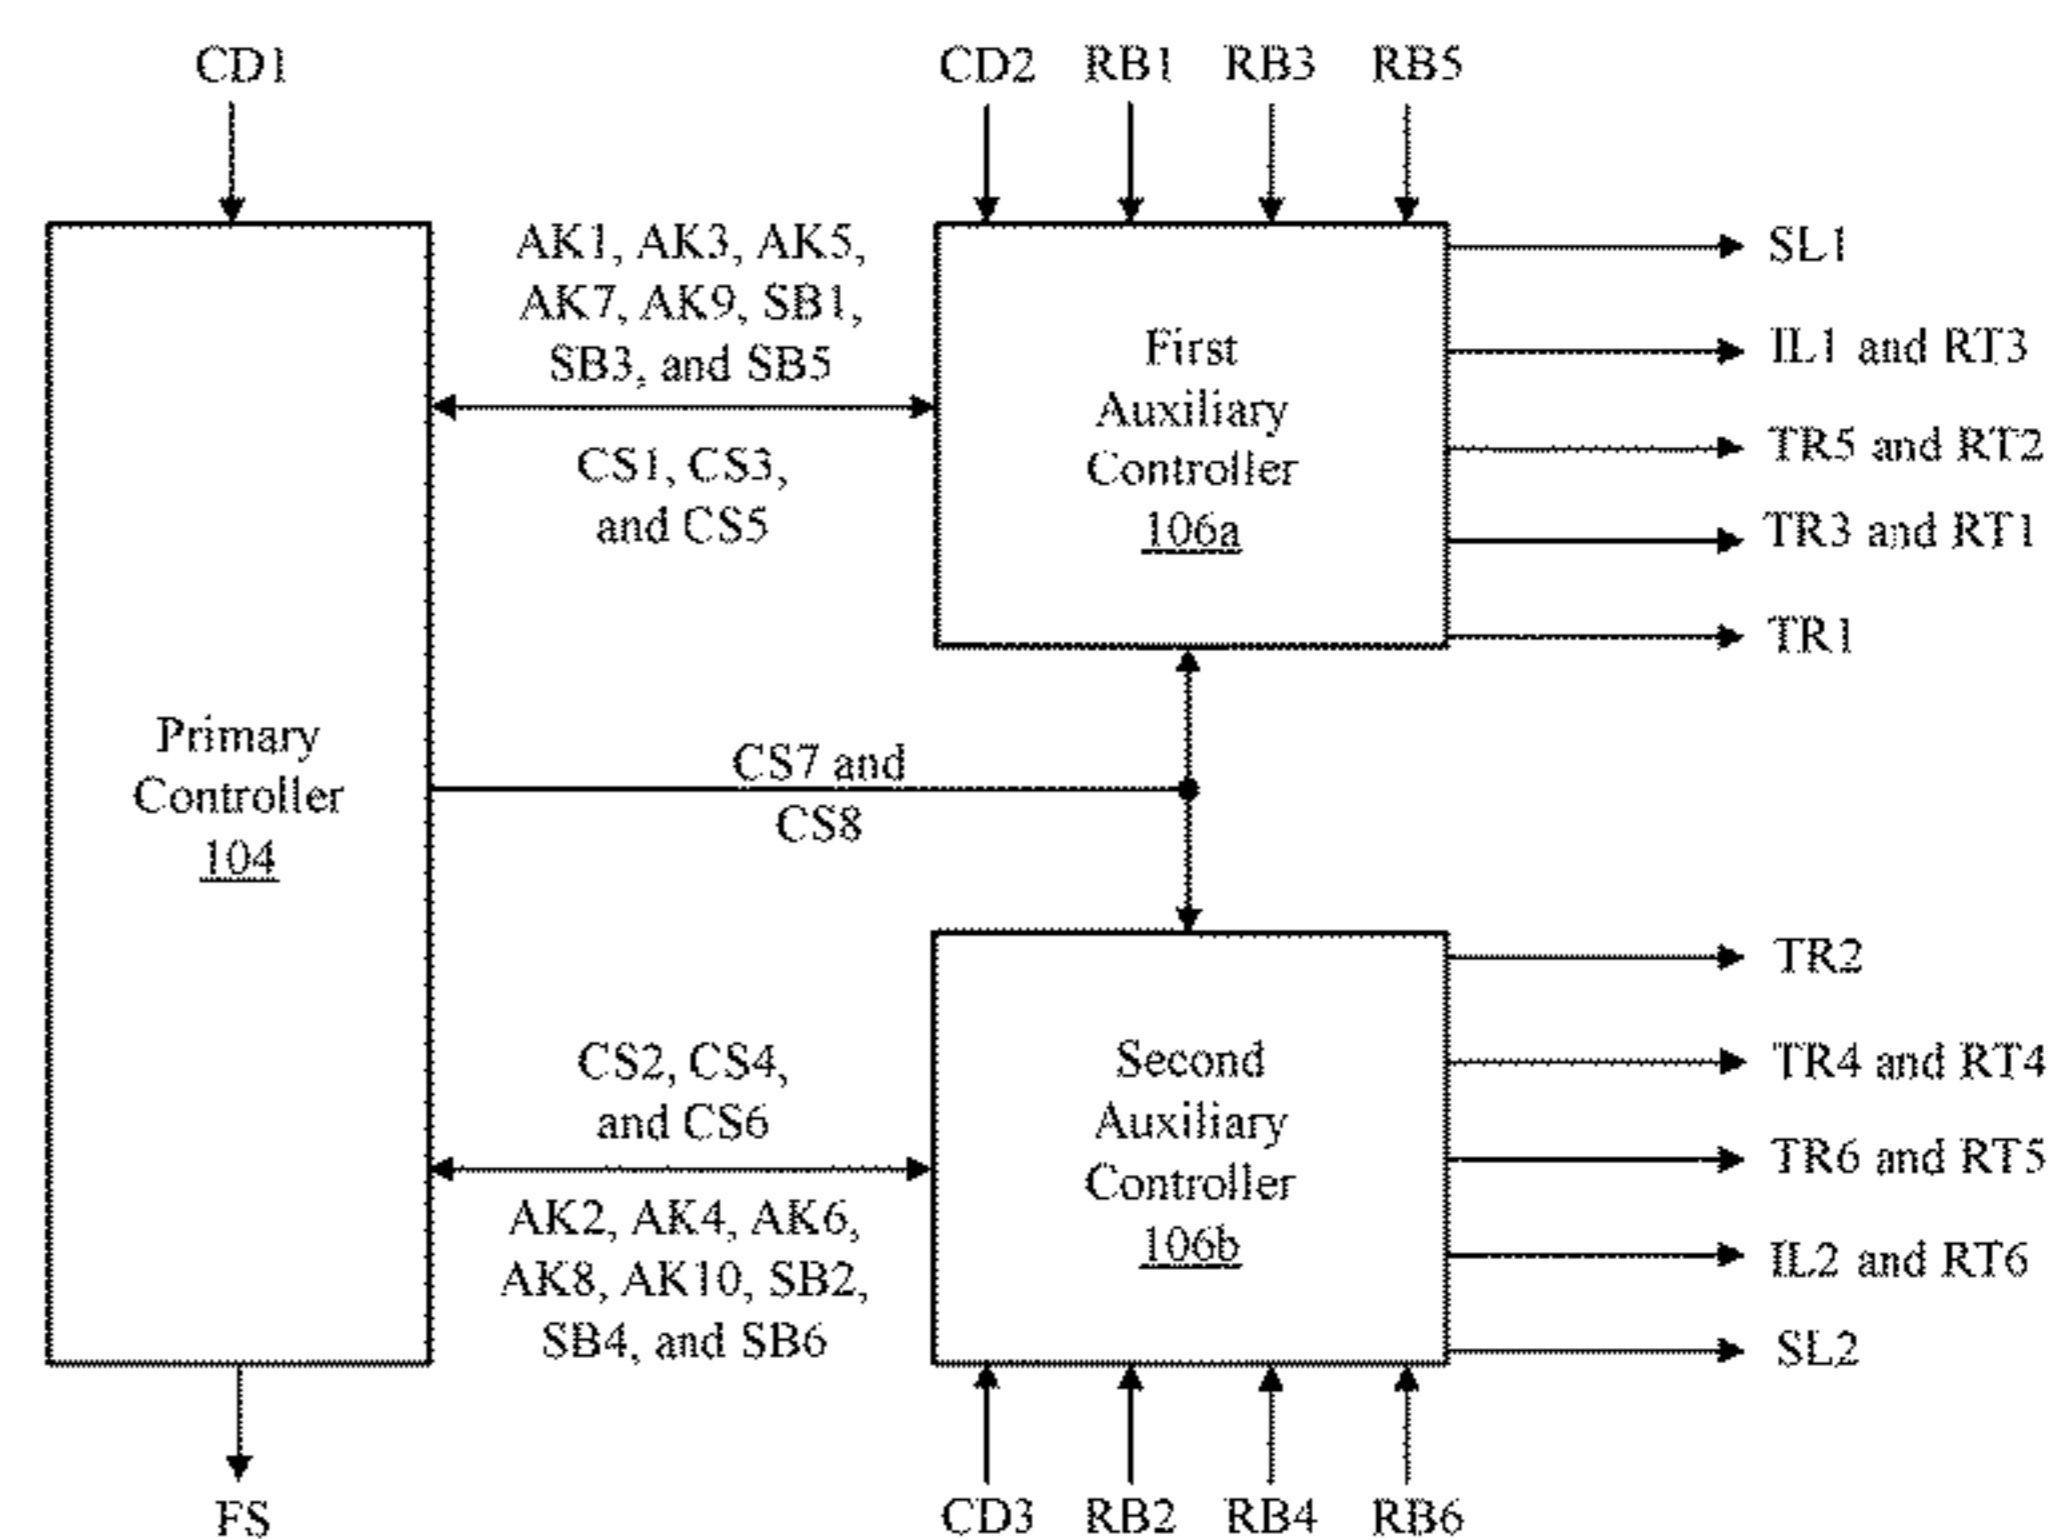 CD1
CD2
RB1
RB3
RB5
AK1, AK3, AK5,
AK7, AK9, SB1,
SB3, and SB5
CS1, CS3,
and CS5
First
Auxiliary
Controller
106a
SL1
IL1 and RT3
TR5 and RT2
TR3 and RT1
TR1
Primary
Controller
104
CS7 and
CS8
CS2, CS4,
and CS6
AK2, AK4, AK6,
AK8, AK10, SB2,
SB4, and SB6
Second
Auxiliary
Controller
106b
TR2
TR4 and RT4
TR6 and RT5
IL2 and RT6
SL2
FS
CD3
RB2
RB4
RB6